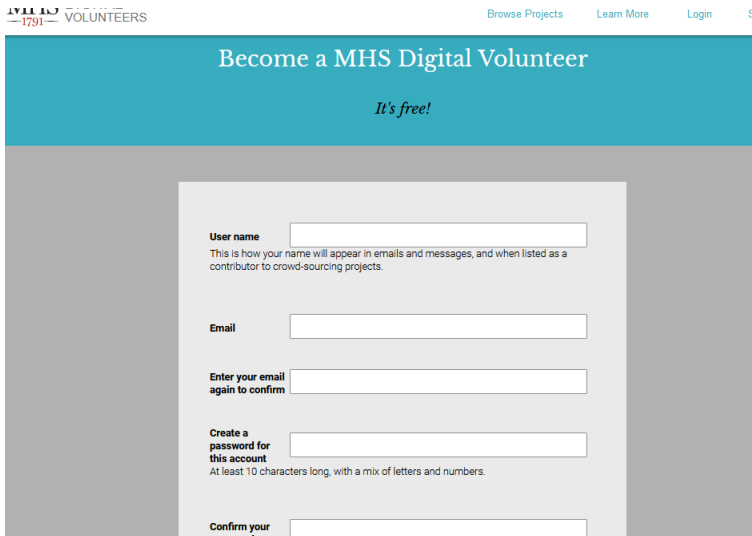 MHS
1791 VOLUNTEERS
Browse Projects Learn More Login
Become a MHS Digital Volunteer
It's free!
User name
This is how your name will appear in emails and messages, and when listed as a
contributor to crowd-sourcing projects.
Email
Enter your email
again to confirm
Create a
password for
this account
At least 10 characters long, with a mix of letters and numbers.
Confirm your